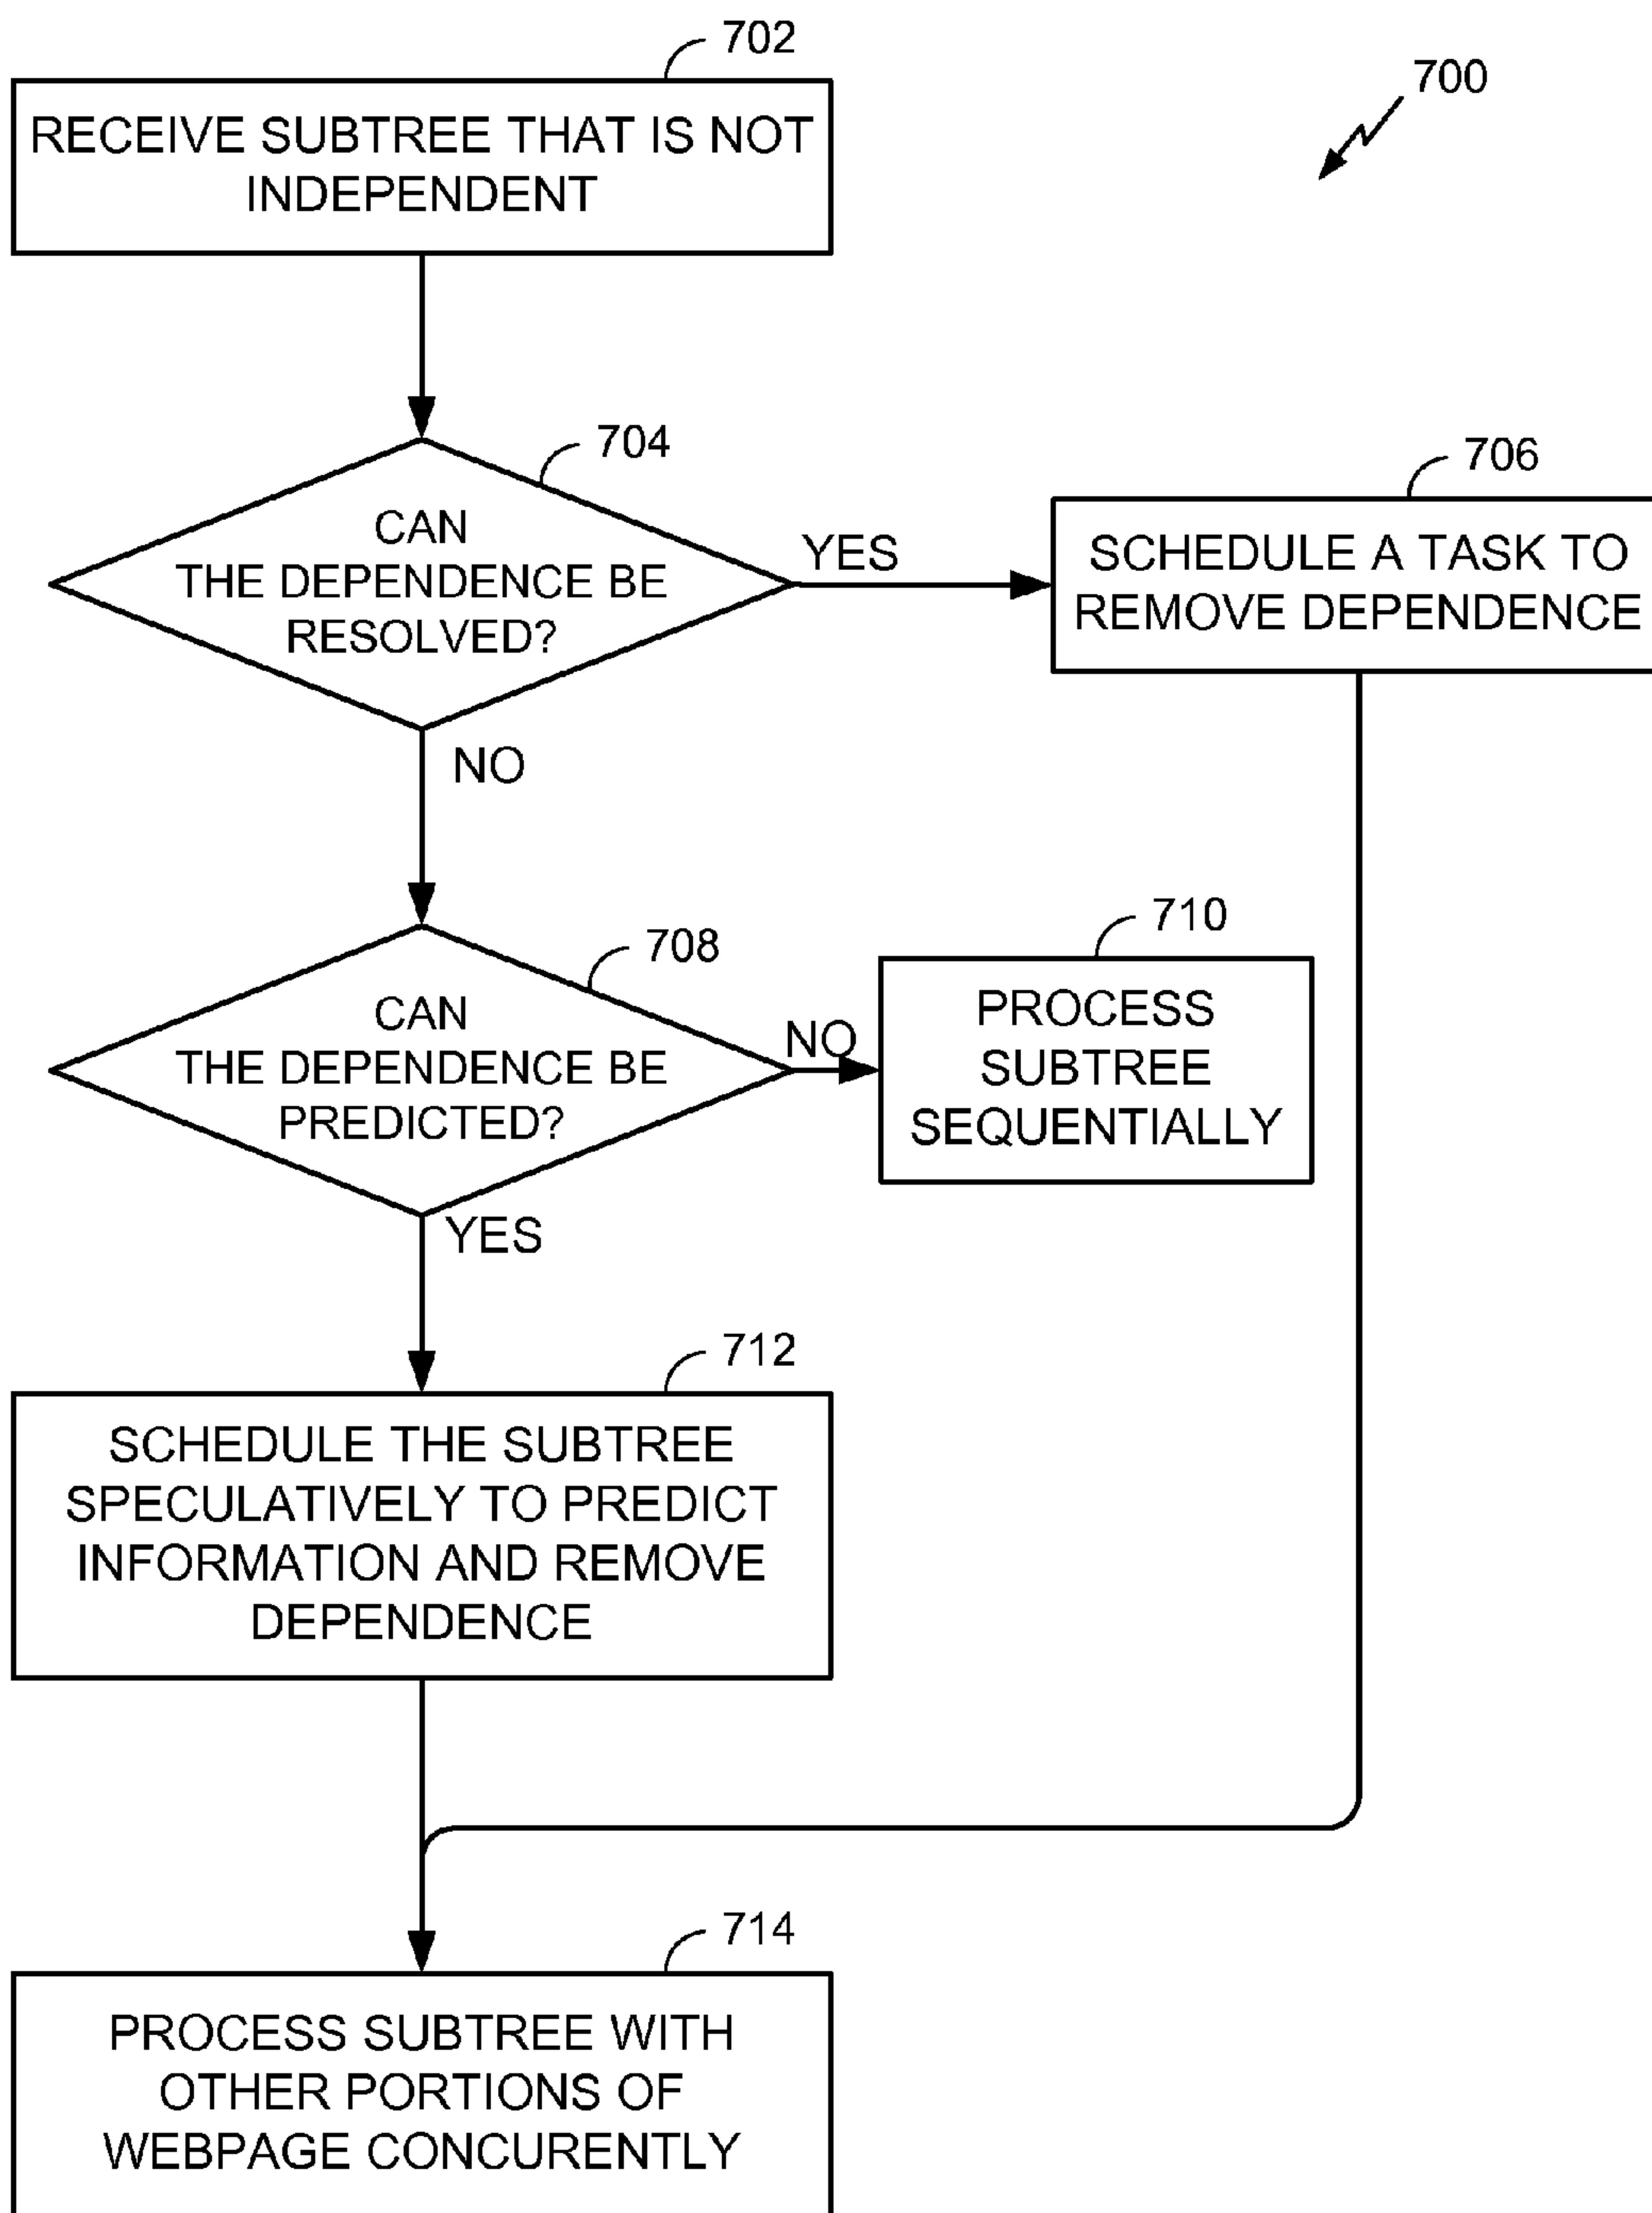 702
700
RECEIVE SUBTREE THAT IS NOT
INDEPENDENT
704
CAN
THE DEPENDENCE BE
RESOLVED?
YES
706
SCHEDULE A TASK TO
REMOVE DEPENDENCE
NO
708
CAN
THE DEPENDENCE BE
PREDICTED?
NO
710
PROCESS
SUBTREE
SEQUENTIALLY
YES
712
SCHEDULE THE SUBTREE
SPECULATIVELY TO PREDICT
INFORMATION AND REMOVE
DEPENDENCE
714
PROCESS SUBTREE WITH
OTHER PORTIONS OF
WEBPAGE CONCURENTLY